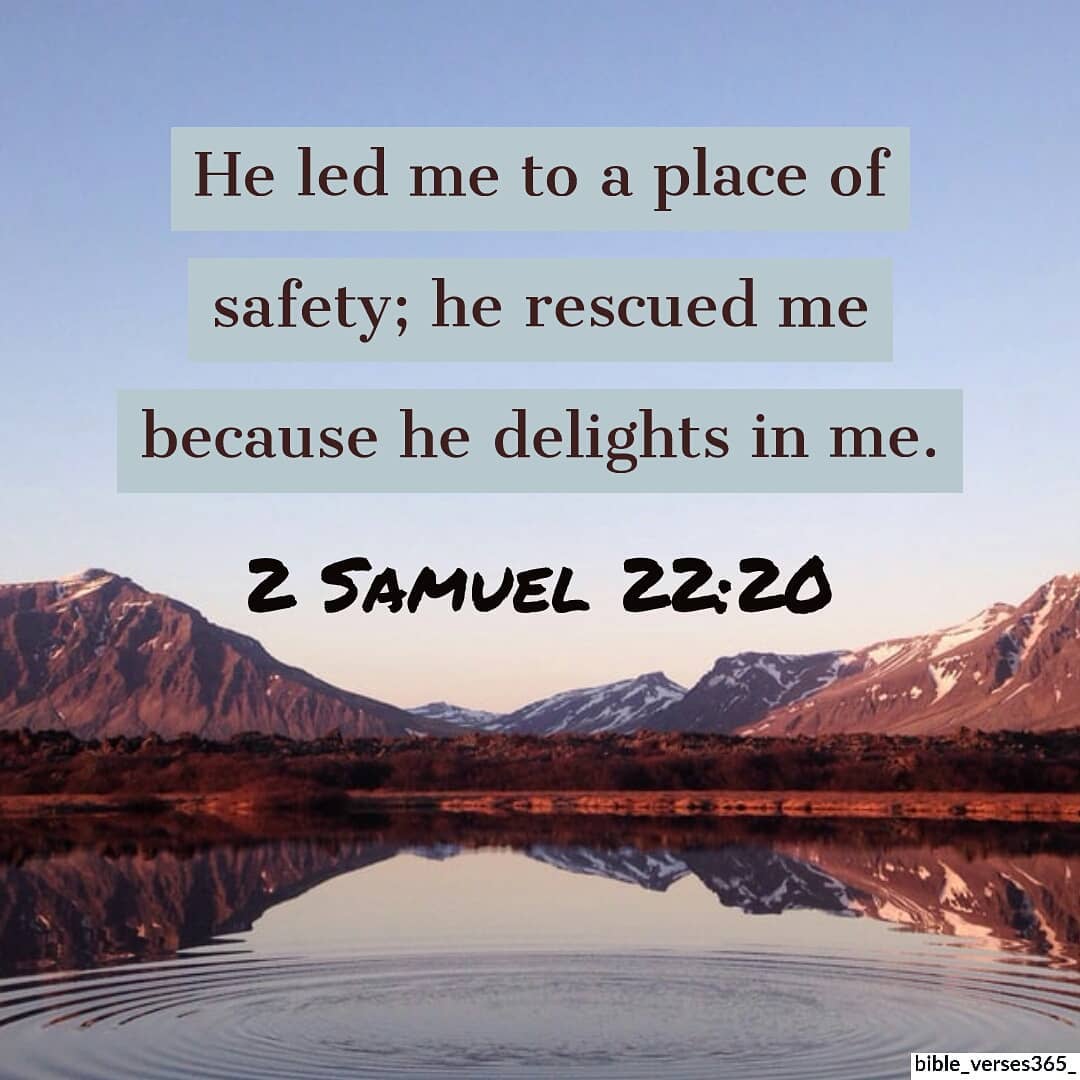 He led me to a place of
safety; he rescued me
because he delights in me.
2 SAMUEL 22:20
bible_verses365_